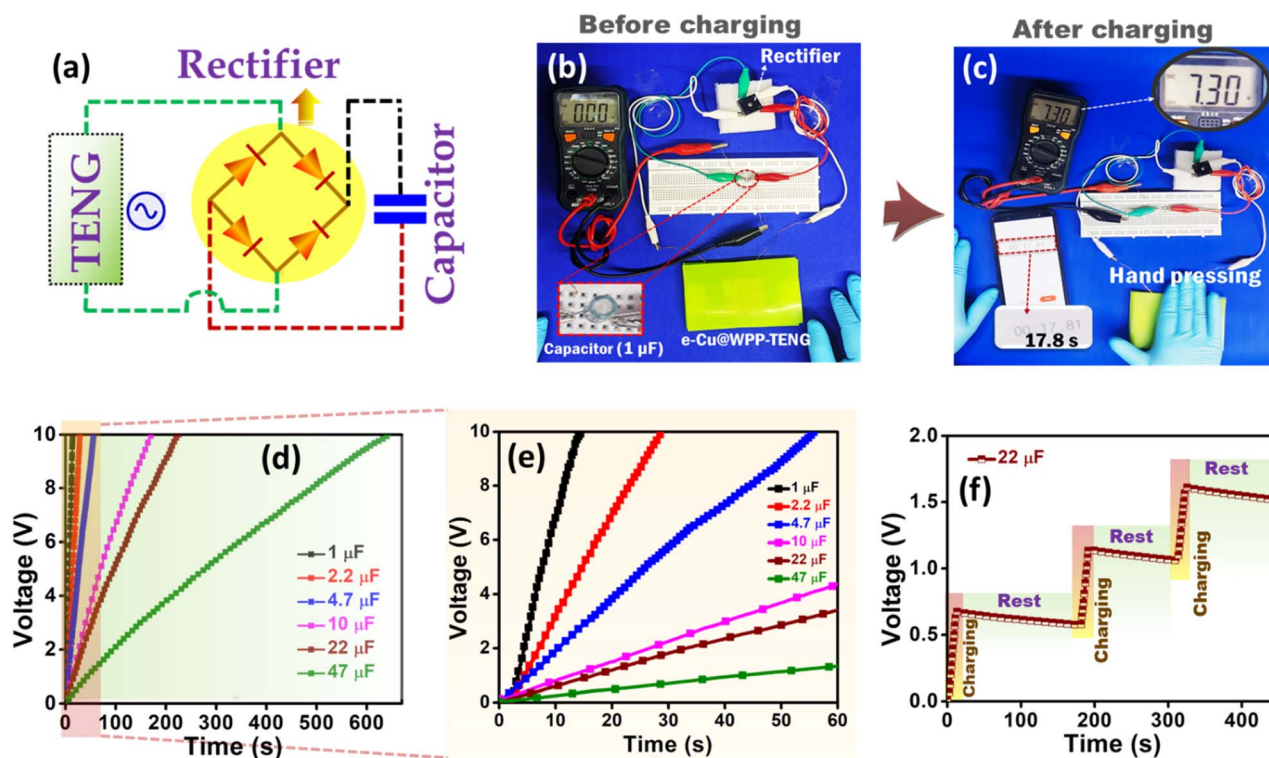 Before charging
After charging
(a)
Rectifier
TENG
Capacitor
(b)
Rectifier
0.00
Capacitor (1 µF)
e-Cu@WPP-TENG
(c)
7.30
7.30
Hand pressing
00:17.81
17.8 s
(d)
10
8
6
4
2
0
Voltage (V)
0 100 200 300 400 500 600
Time (s)
1 µF
2.2 µF
4.7 µF
10 µF
22 µF
47 µF
(e)
10
8
6
4
2
0
Voltage (V)
0 10 20 30 40 50 60
Time (s)
1 µF
2.2 µF
4.7 µF
10 µF
22 µF
47 µF
(f)
22 µF
2.0
1.5
1.0
0.5
0.0
Voltage (V)
0 100 200 300 400
Time (s)
Charging
Rest
Charging
Rest
Charging
Rest